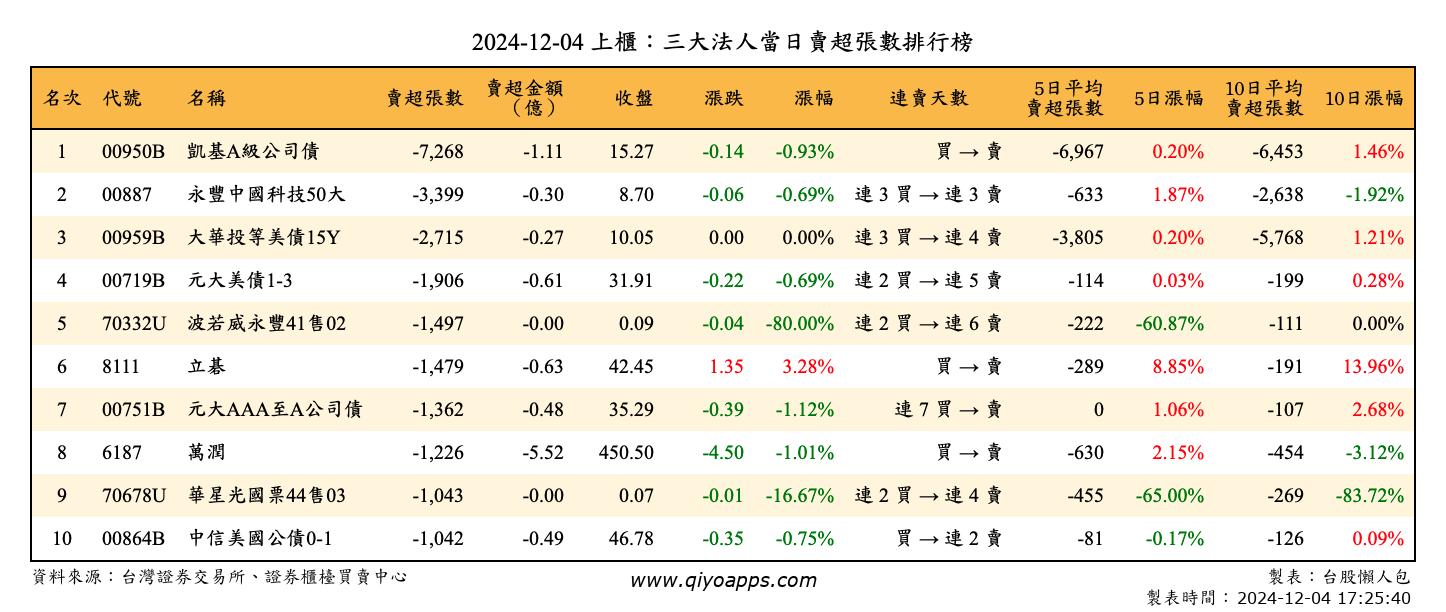 2024-12-04 上櫃：三大法人當日賣超張數排行榜
名次 代號 名稱 賣超張數 賣超金額（億） 收盤 漲跌 漲幅 連賣天數 5日平均賣超張數 5日漲幅 10日平均賣超張數 10日漲幅
1 00950B 凱基A級公司債 -7,268 -1.11 15.27 -0.14 -0.93% 買 → 賣 -6,967 0.20% -6,453 1.46%
2 00887 永豐中國科技50大 -3,399 -0.30 8.70 -0.06 -0.69% 連 3 買 → 連 3 賣 -633 1.87% -2,638 -1.92%
3 00959B 大華投等美債15Y -2,715 -0.27 10.05 0.00 0.00% 連 3 買 → 連 4 賣 -3,805 0.20% -5,768 1.21%
4 00719B 元大美債1-3 -1,906 -0.61 31.91 -0.22 -0.69% 連 2 買 → 連 5 賣 -114 0.03% -199 0.28%
5 70332U 波若威永豐41售02 -1,497 -0.00 0.09 -0.04 -80.00% 連 2 買 → 連 6 賣 -222 -60.87% -111 0.00%
6 8111 立碁 -1,479 -0.63 42.45 1.35 3.28% 買 → 賣 -289 8.85% -191 13.96%
7 00751B 元大AAA至A公司債 -1,362 -0.48 35.29 -0.39 -1.12% 連 7 買 → 賣 0 1.06% -107 2.68%
8 6187 萬潤 -1,226 -5.52 450.50 -4.50 -1.01% 買 → 賣 -630 2.15% -454 -3.12%
9 70678U 華星光國票44售03 -1,043 -0.00 0.07 -0.01 -16.67% 連 2 買 → 連 4 賣 -455 -65.00% -269 -83.72%
10 00864B 中信美國公債0-1 -1,042 -0.49 46.78 -0.35 -0.75% 買 → 連 2 賣 -81 -0.17% -126 0.09%
資料來源：台灣證券交易所、證券櫃檯買賣中心 www.qiyoapps.com 製表：台股懶人包
製表時間：2024-12-04 17:25:40